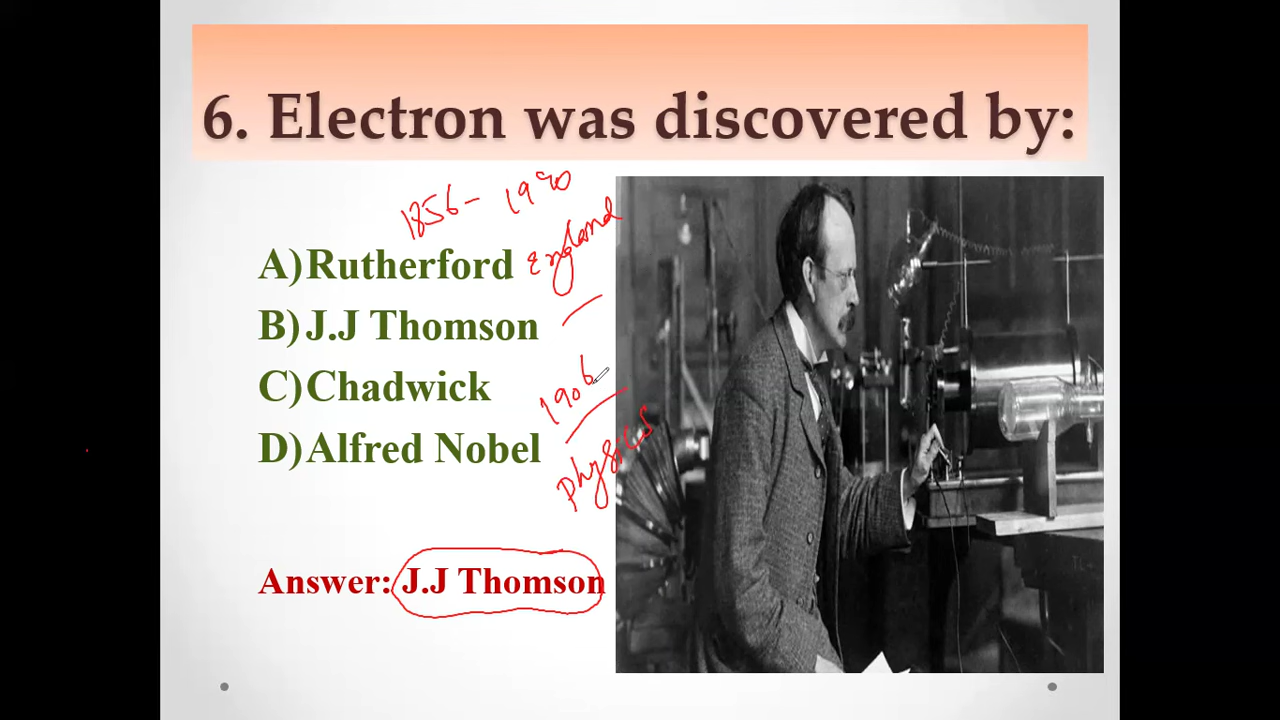 6. Electron was discovered by:
1856 - 1940
A) Rutherford
England
B) J.J Thomson
C) Chadwick
1906
D) Alfred Nobel
Physics
Answer: J.J Thomson